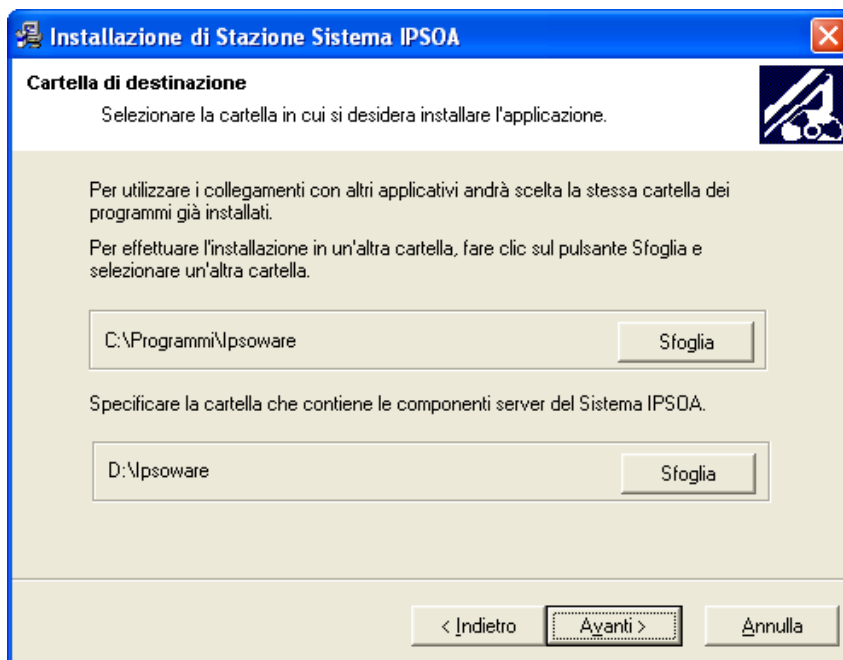 Installazione di Stazione Sistema IPSOA
Cartella di destinazione
Selezionare la cartella in cui si desidera installare l'applicazione.
Per utilizzare i collegamenti con altri applicativi andrà scelta la stessa cartella dei
programmi già installati.
Per effettuare l'installazione in un'altra cartella, fare clic sul pulsante Sfoglia e
selezionare un'altra cartella.
C:\Programmi\Ipsoware
Sfoglia
Specificare la cartella che contiene le componenti server del Sistema IPSOA.
D:\Ipsoware
Sfoglia
< Indietro
Avanti >
Annulla